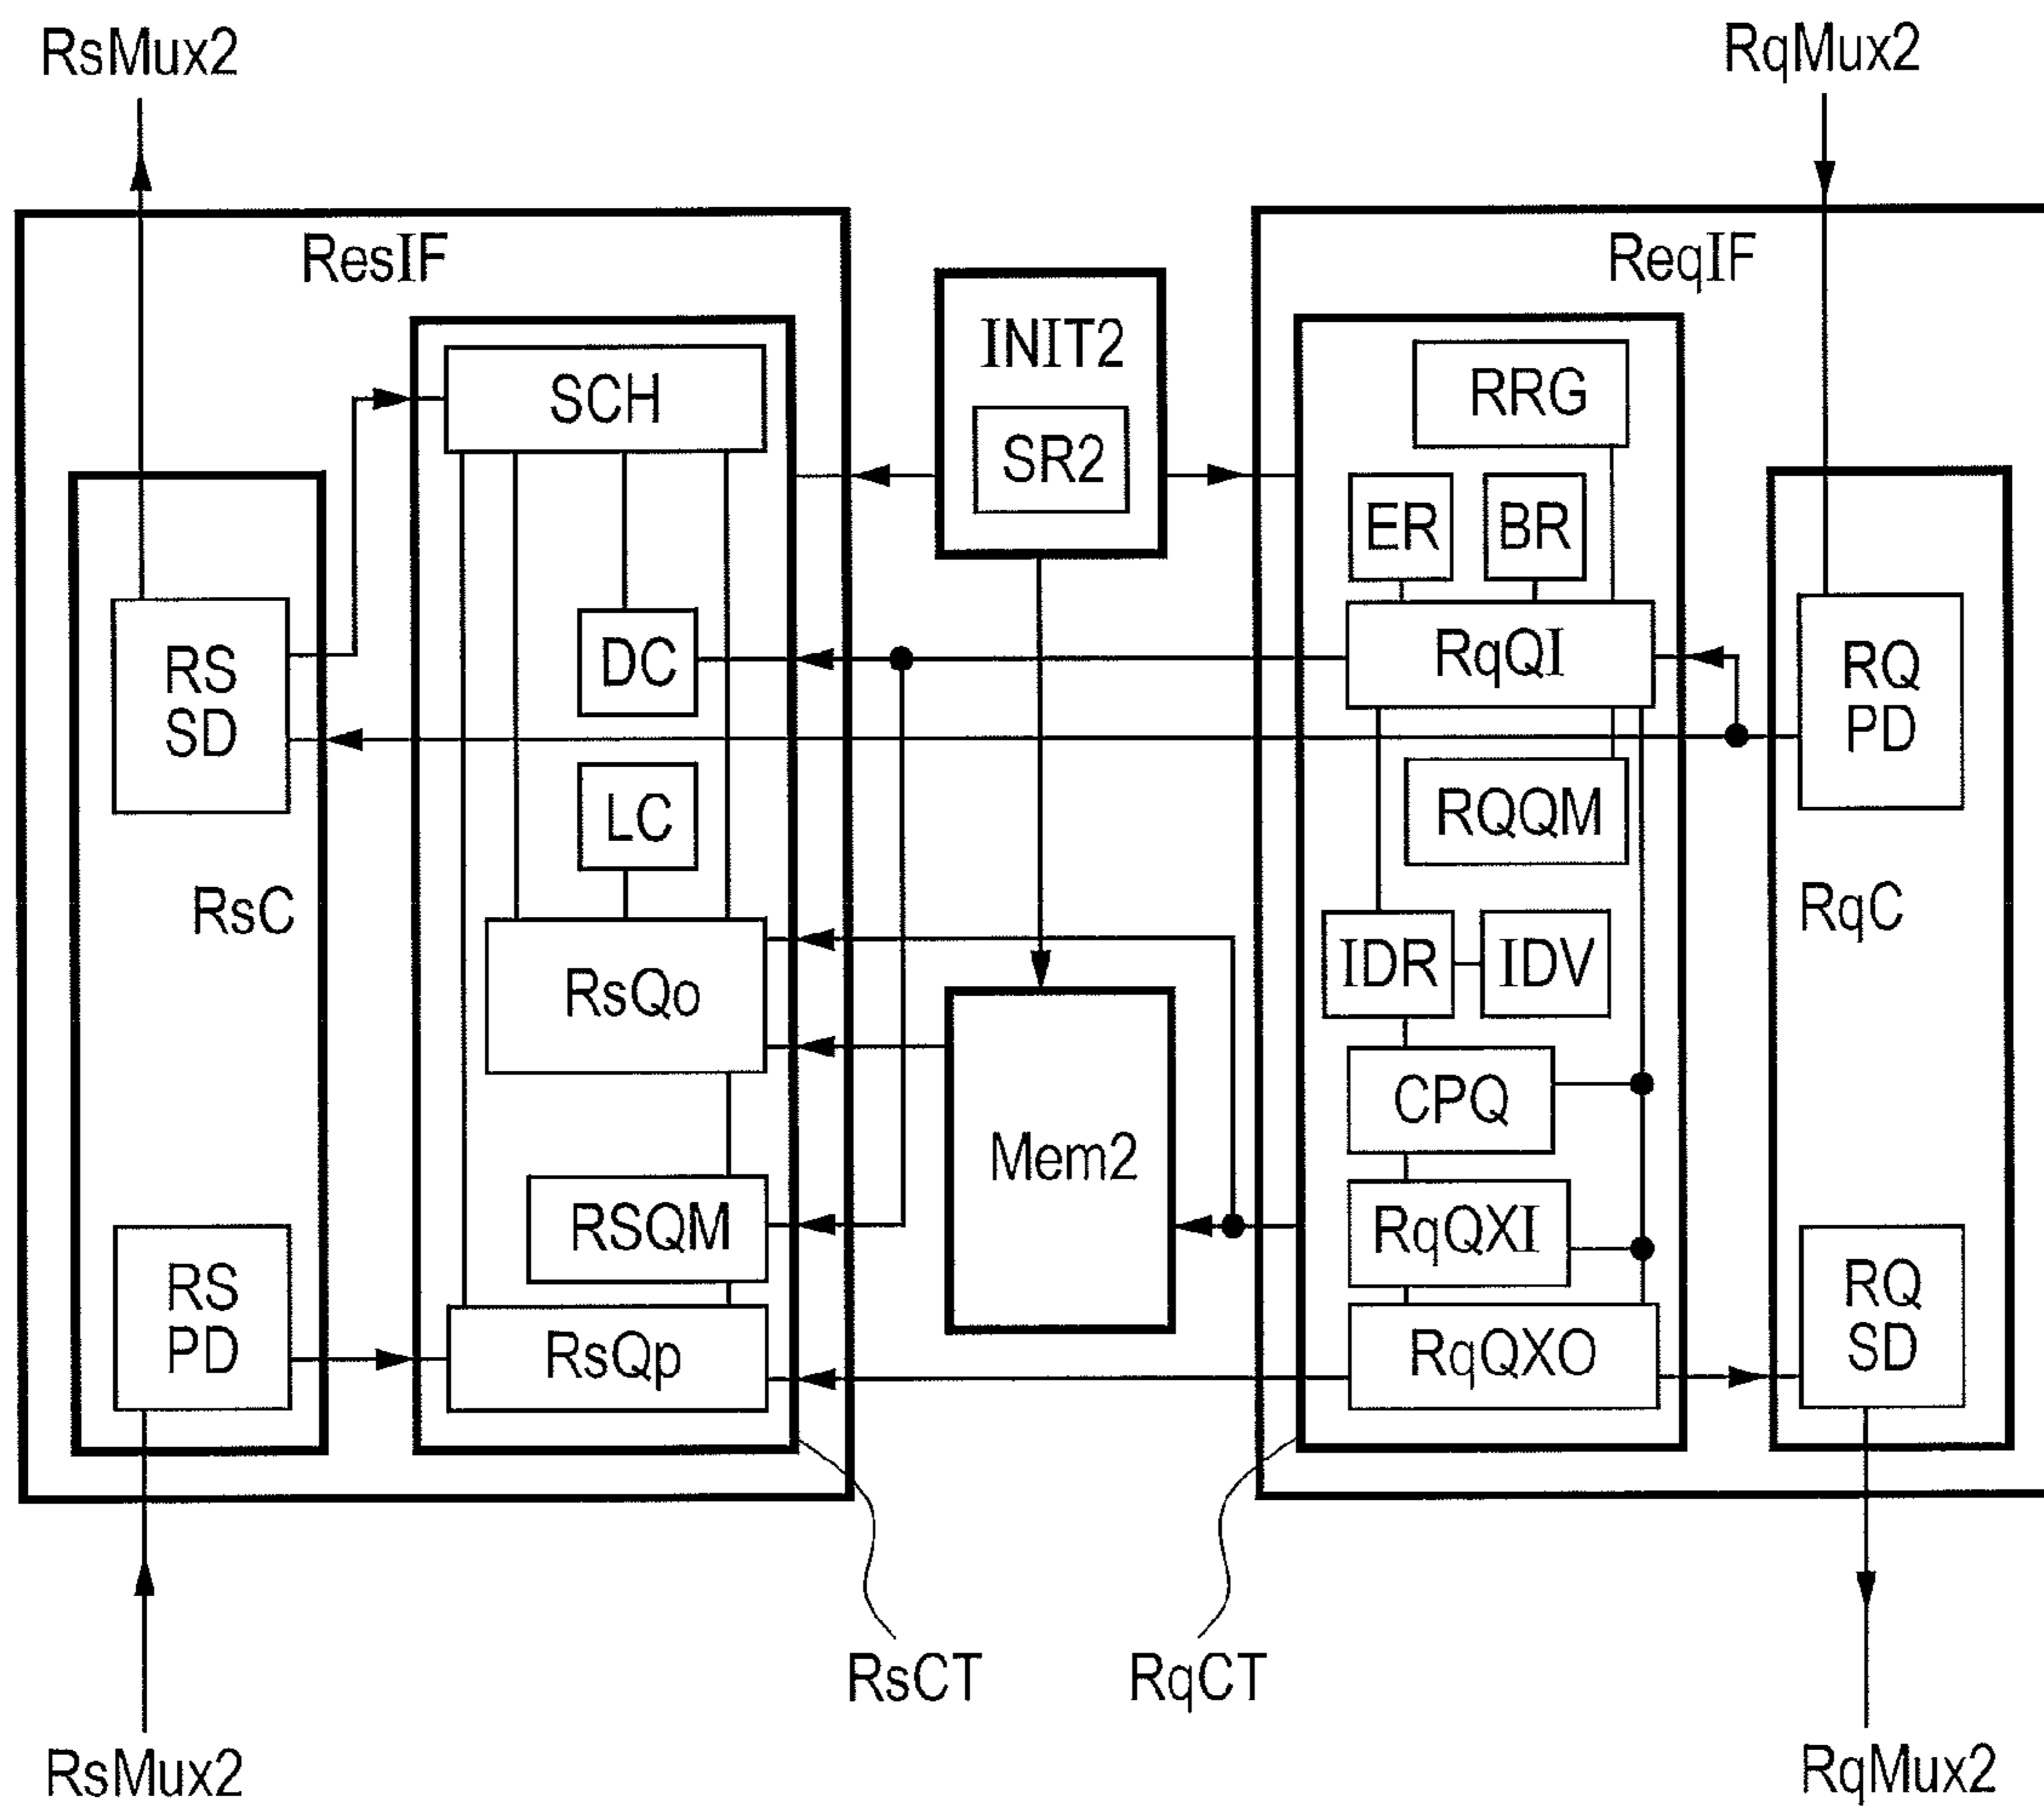 RsMux2
RqMux2
ResIF
ReqIF
INIT2
SR2
SCH
RRG
ER
BR
RS
SD
DC
RqQI
RQ
PD
LC
RQQM
RsC
RqC
RsQo
IDR
IDV
CPQ
Mem2
RSQM
RqQXI
RS
PD
RsQp
RqQXO
RQ
SD
RsCT
RqCT
RsMux2
RqMux2